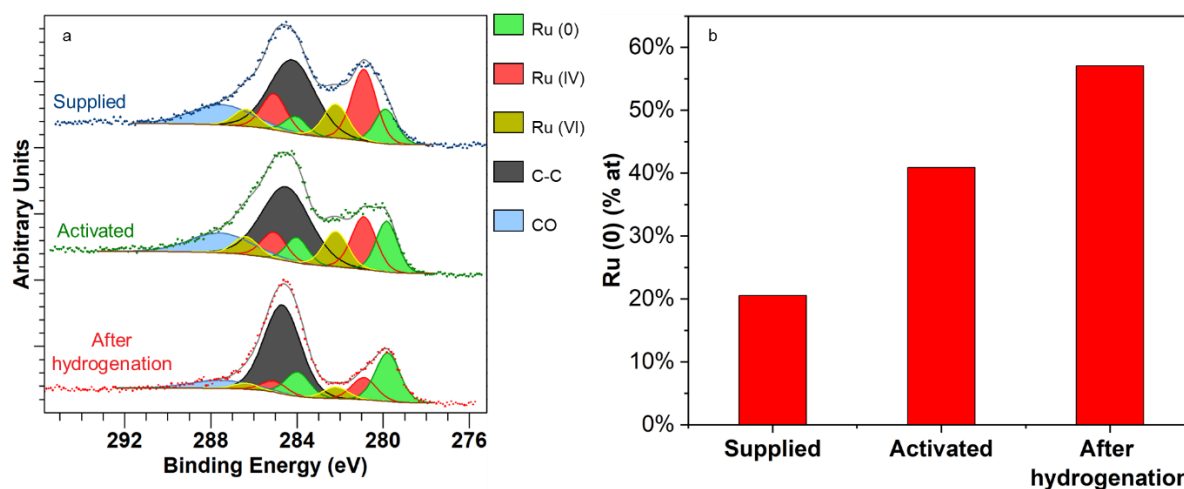 a
Supplied
Activated
After
hydrogenation
Arbitrary Units
292 288 284 280 276
Binding Energy (eV)
Ru (0)
Ru (IV)
Ru (VI)
C-C
CO
b
60%
50%
40%
30%
20%
10%
0%
Ru (0) (% at)
Supplied Activated After
hydrogenation